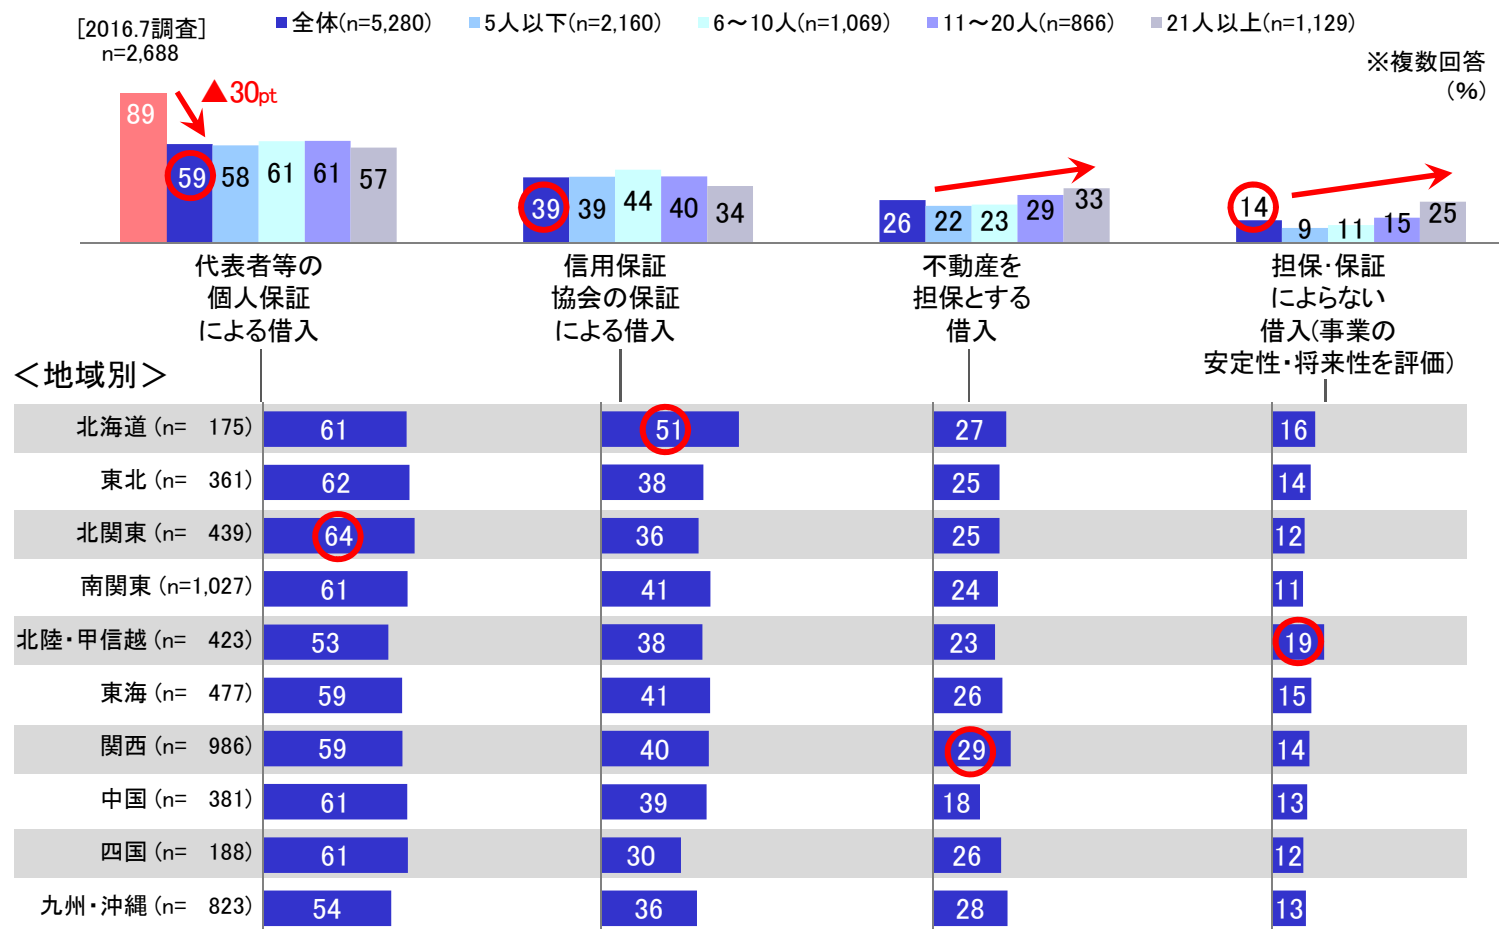 [2016.7調査]
n=2,688
■全体(n=5,280) ■5人以下(n=2,160) ■6～10人(n=1,069) ■11～20人(n=866) ■21人以上(n=1,129)
※複数回答
(%)
▲30pt
89 59 58 61 61 57
39 39 44 40 34
26 22 23 29 33
14 9 11 15 25
代表者等の
個人保証
による借入
信用保証
協会の保証
による借入
不動産を
担保とする
借入
担保･保証
によらない
借入(事業の
安定性･将来性を評価)
＜地域別＞
北海道 (n= 175) 61 51 27 16
東北 (n= 361) 62 38 25 14
北関東 (n= 439) 64 36 25 12
南関東 (n=1,027) 61 41 24 11
北陸･甲信越 (n= 423) 53 38 23 19
東海 (n= 477) 59 41 26 15
関西 (n= 986) 59 40 29 14
中国 (n= 381) 61 39 18 13
四国 (n= 188) 61 30 26 12
九州･沖縄 (n= 823) 54 36 28 13